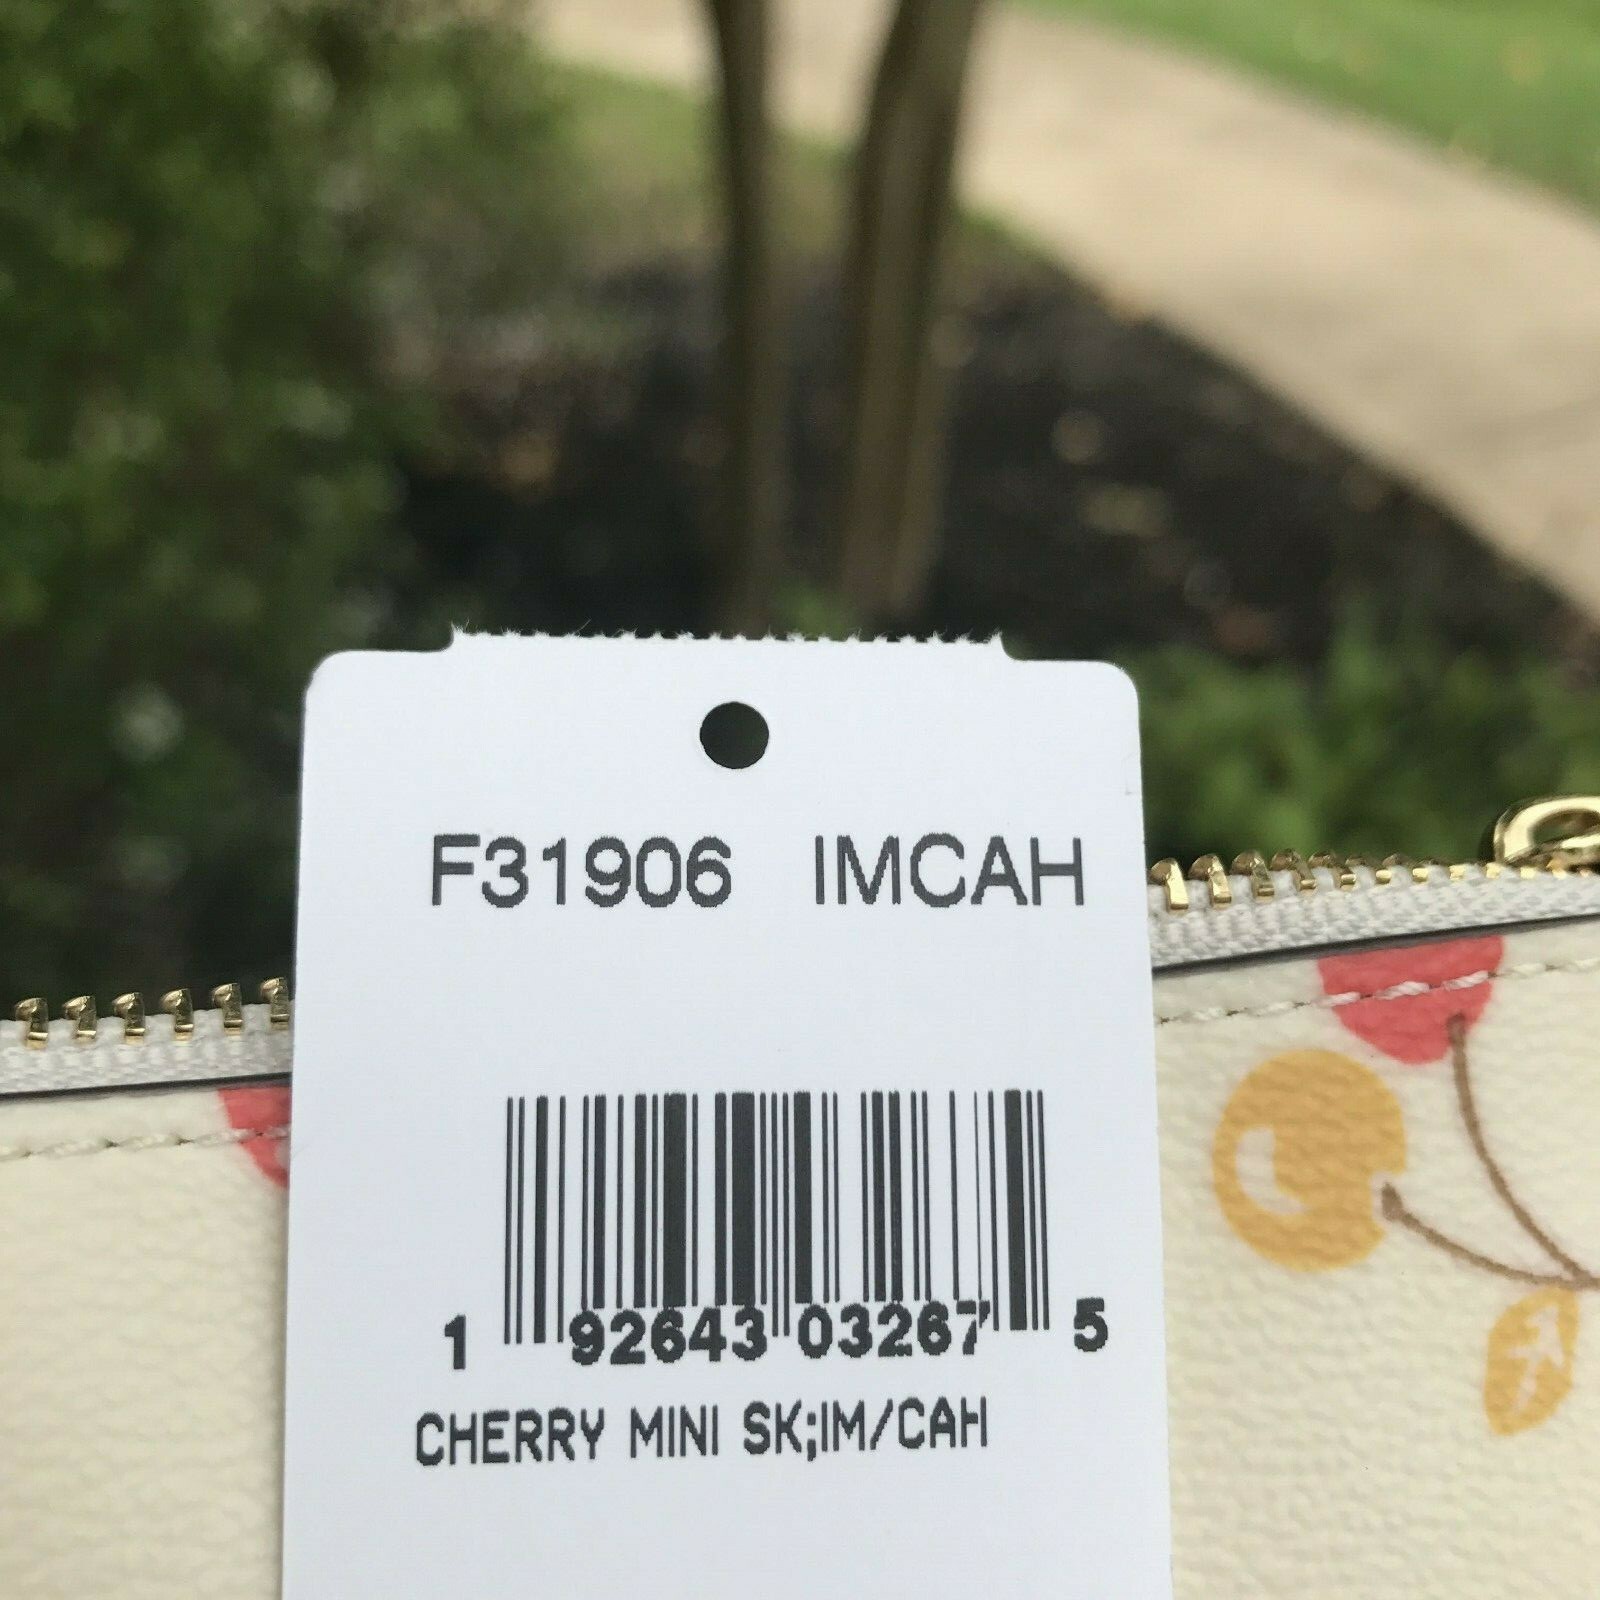 F31906 IMCAH
1 92643 03267 5
CHERRY MINI SK;IM/CAH